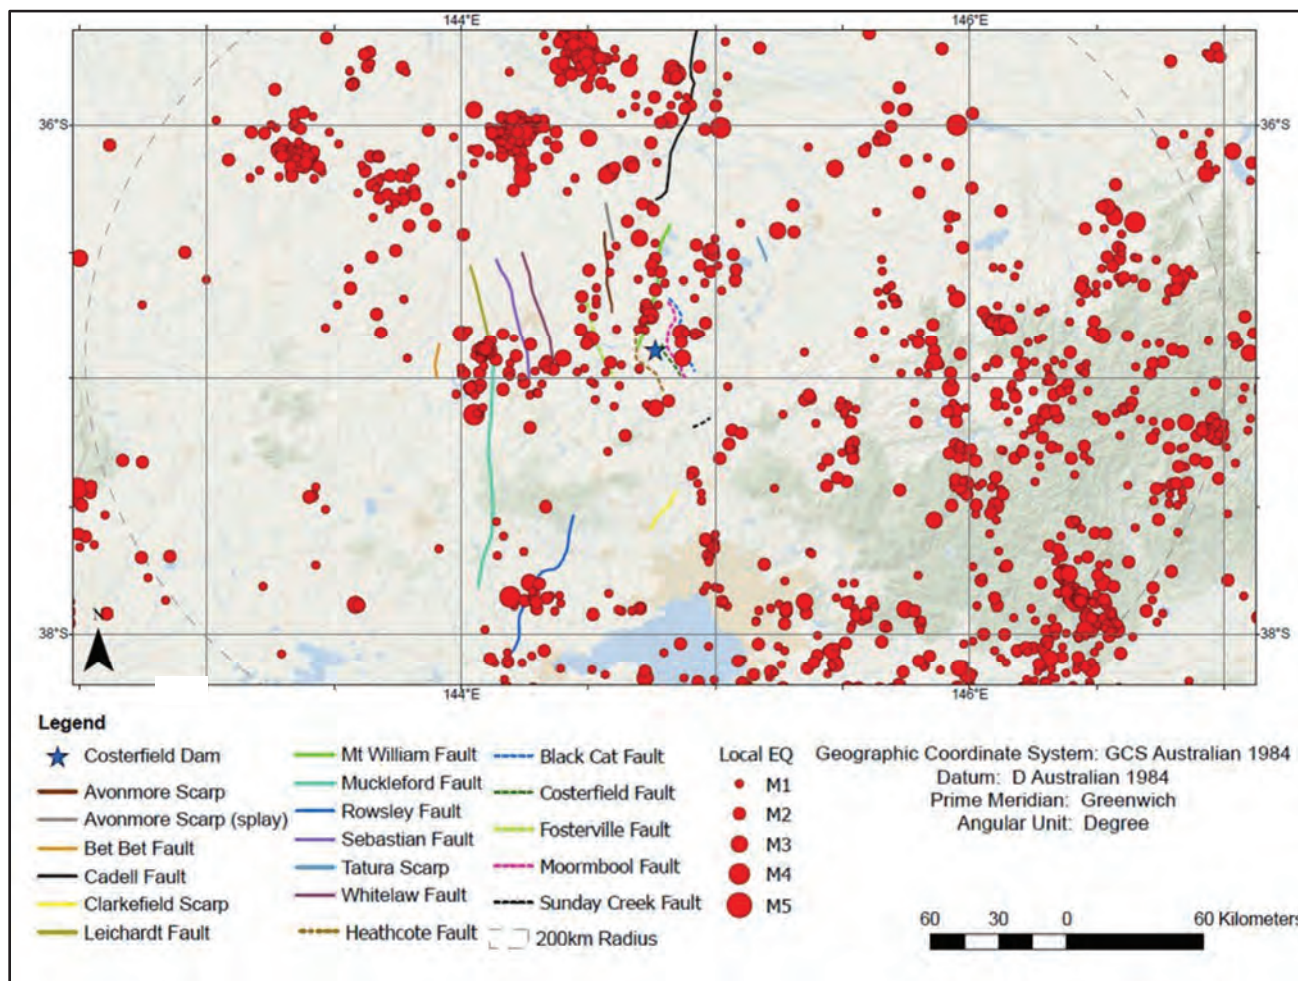 144°E 146°E
36°S 36°S
38°S 38°S
N
144°E 146°E
Legend
Costerfield Dam
Avonmore Scarp
Avonmore Scarp (splay)
Bet Bet Fault
Cadell Fault
Clarkefield Scarp
Leichardt Fault
Mt William Fault
Muckleford Fault
Rowsley Fault
Sebastian Fault
Tatura Scarp
Whitelaw Fault
Heathcote Fault
Black Cat Fault
Costerfield Fault
Fosterville Fault
Moormbool Fault
Sunday Creek Fault
200km Radius
Local EQ
M1
M2
M3
M4
M5
Geographic Coordinate System: GCS Australian 1984
Datum: D Australian 1984
Prime Meridian: Greenwich
Angular Unit: Degree
60 30 0 60 Kilometers